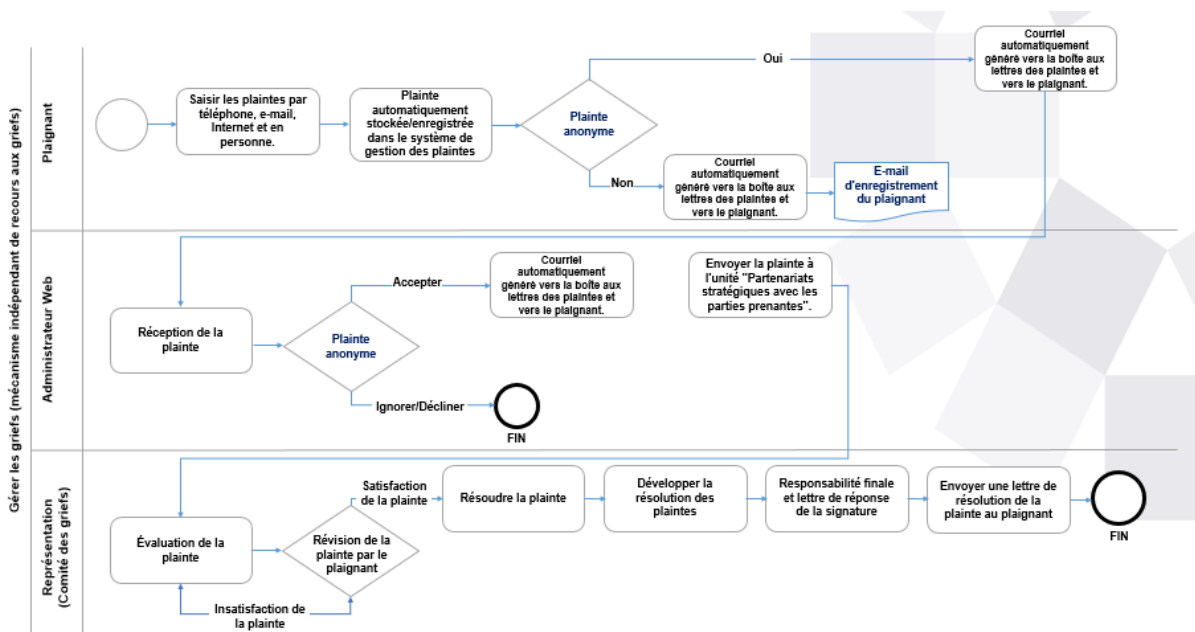 Gérer les griefs (mécanisme indépendant de recours aux griefs)
Plaignant
Saisir les plaintes par
téléphone, e-mail,
Internet et en
personne.
Plainte
automatiquement
stockée/enregistrée
dans le système de
gestion des plaintes
Plainte
anonyme
Oui
Courriel
automatiquement
généré vers la boîte aux
lettres des plaintes et
vers le plaignant.
Non
Courriel
automatiquement
généré vers la boîte aux
lettres des plaintes et
vers le plaignant.
E-mail
d'enregistrement
du plaignant
Administrateur Web
Réception de la
plainte
Plainte
anonyme
Accepter
Courriel
automatiquement
généré vers la boîte aux
lettres des plaintes et
vers le plaignant.
Envoyer la plainte à
l'unité "Partenariats
stratégiques avec les
parties prenantes".
Ignorer/Décliner
FIN
Représentation
(Comité des griefs)
Évaluation de la
plainte
Révision de la
plainte par le
plaignant
Satisfaction
de la plainte
Insatisfaction de
la plainte
Résoudre la plainte
Développer la
résolution des
plaintes
Responsabilité finale
et lettre de réponse
de la signature
Envoyer une lettre de
résolution de la
plainte au plaignant
FIN